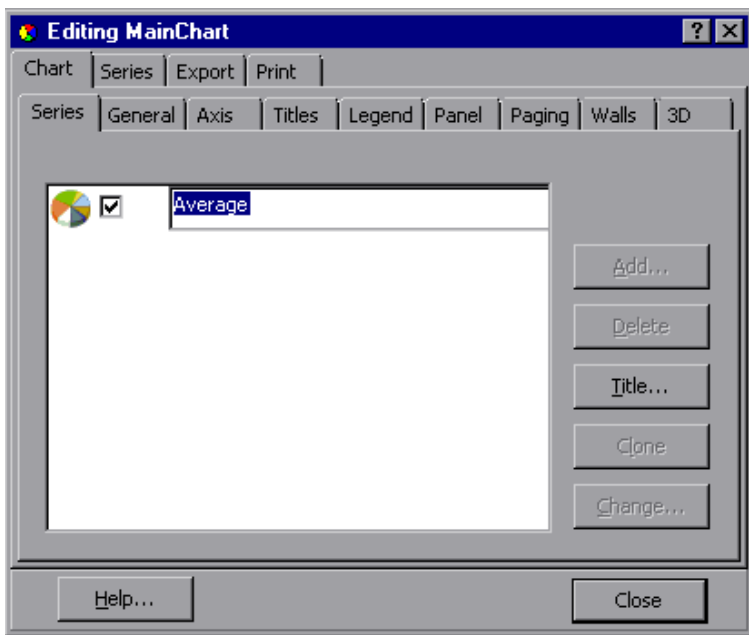 Editing MainChart
Chart Series Export Print
Series General Axis Titles Legend Panel Paging Walls 3D
Average
Add...
Delete
Title...
Clone
Change...
Help... Close